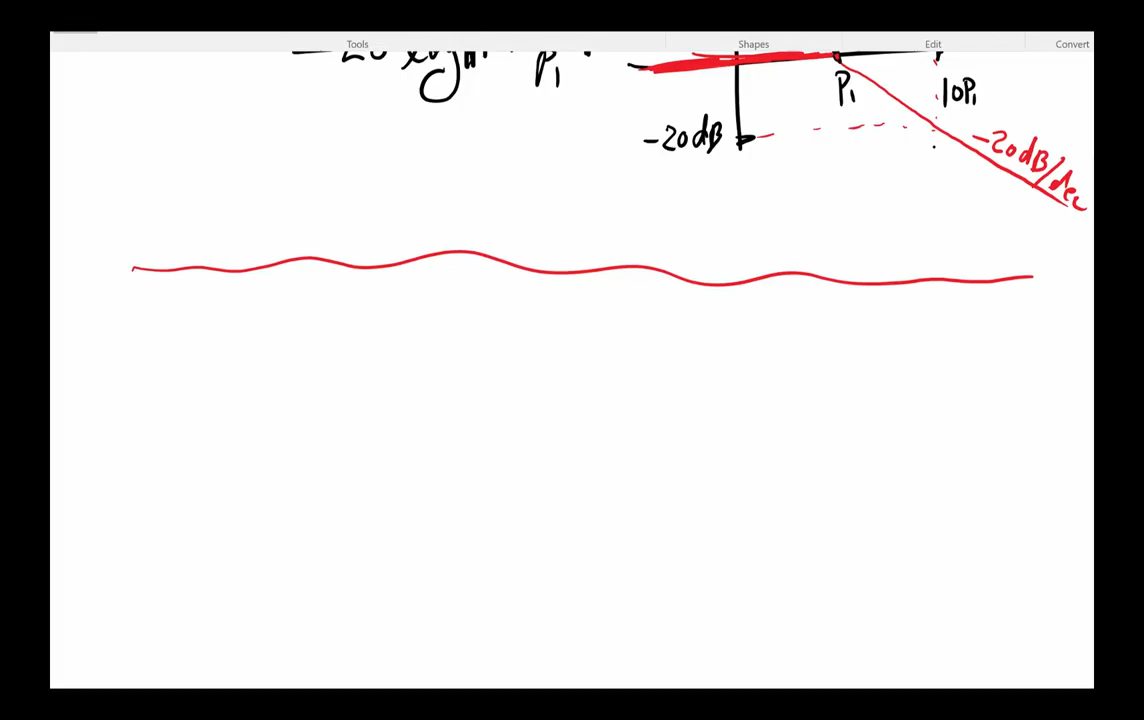 Tools Shapes Edit Convert
P₁
P₁ 10P₁
-20dB
-20dB/dec